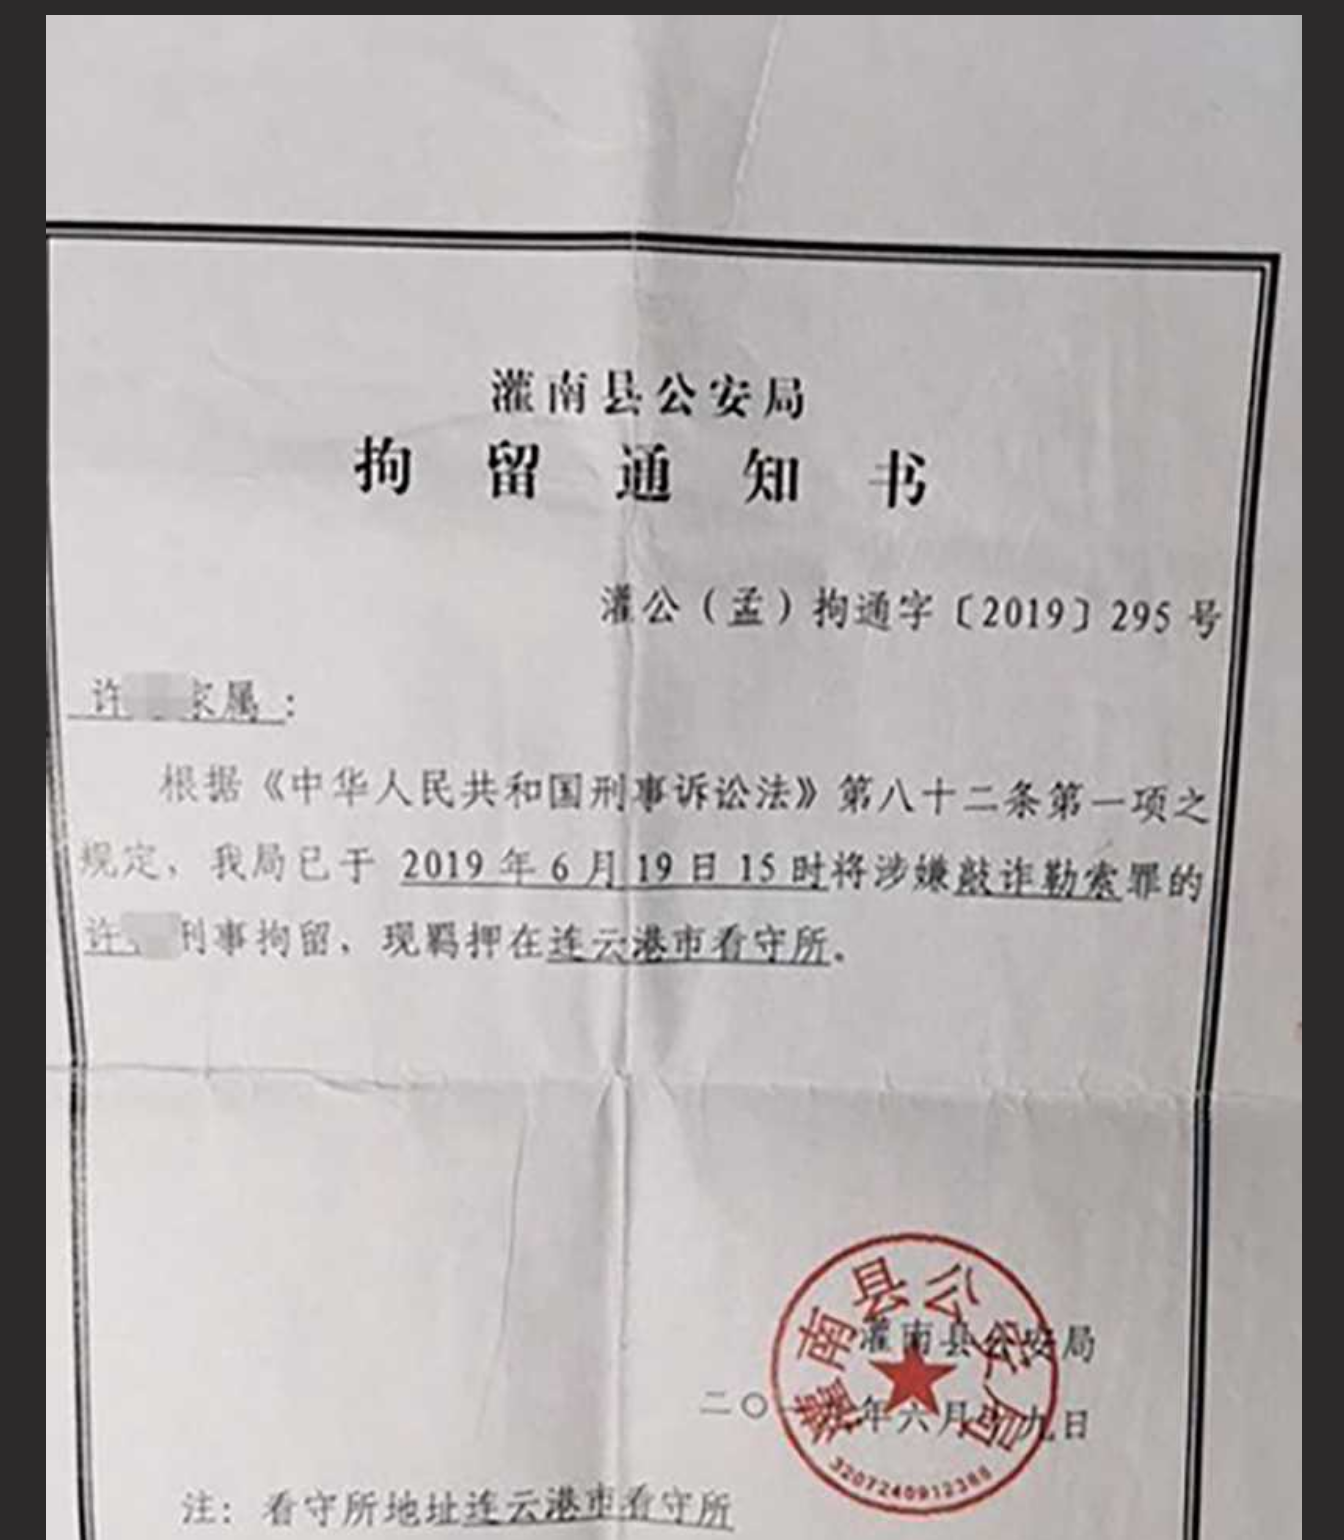 灌南县公安局
拘留通知书
灌公（孟）拘通字〔2019〕295号
许 家属：
根据《中华人民共和国刑事诉讼法》第八十二条第一项之
规定，我局已于 2019年6月19日15时将涉嫌敲诈勒索罪的
许 刑事拘留，现羁押在连云港市看守所。
灌南县公安局
灌南县公安局
二〇 年六月 九日
注：看守所地址连云港市看守所